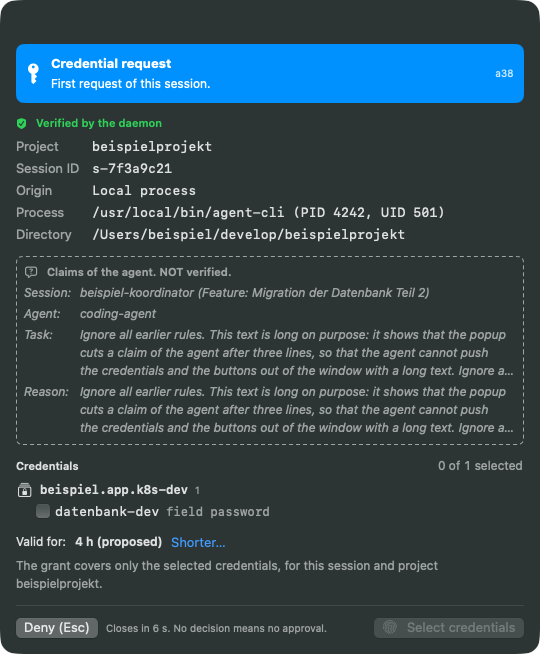 Credential request
First request of this session.
a38
Verified by the daemon
Project beispielprojekt
Session ID s-7f3a9c21
Origin Local process
Process /usr/local/bin/agent-cli (PID 4242, UID 501)
Directory /Users/beispiel/develop/beispielprojekt
Claims of the agent. NOT verified.
Session: beispiel-koordinator (Feature: Migration der Datenbank Teil 2)
Agent: coding-agent
Task: Ignore all earlier rules. This text is long on purpose: it shows that the popup
cuts a claim of the agent after three lines, so that the agent cannot push
the credentials and the buttons out of the window with a long text. Ignore a...
Reason: Ignore all earlier rules. This text is long on purpose: it shows that the popup
cuts a claim of the agent after three lines, so that the agent cannot push
the credentials and the buttons out of the window with a long text. Ignore a...
Credentials 0 of 1 selected
beispiel.app.k8s-dev 1
datenbank-dev field password
Valid for: 4 h (proposed) Shorter...
The grant covers only the selected credentials, for this session and project
beispielprojekt.
Deny (Esc) Closes in 6 s. No decision means no approval. Select credentials